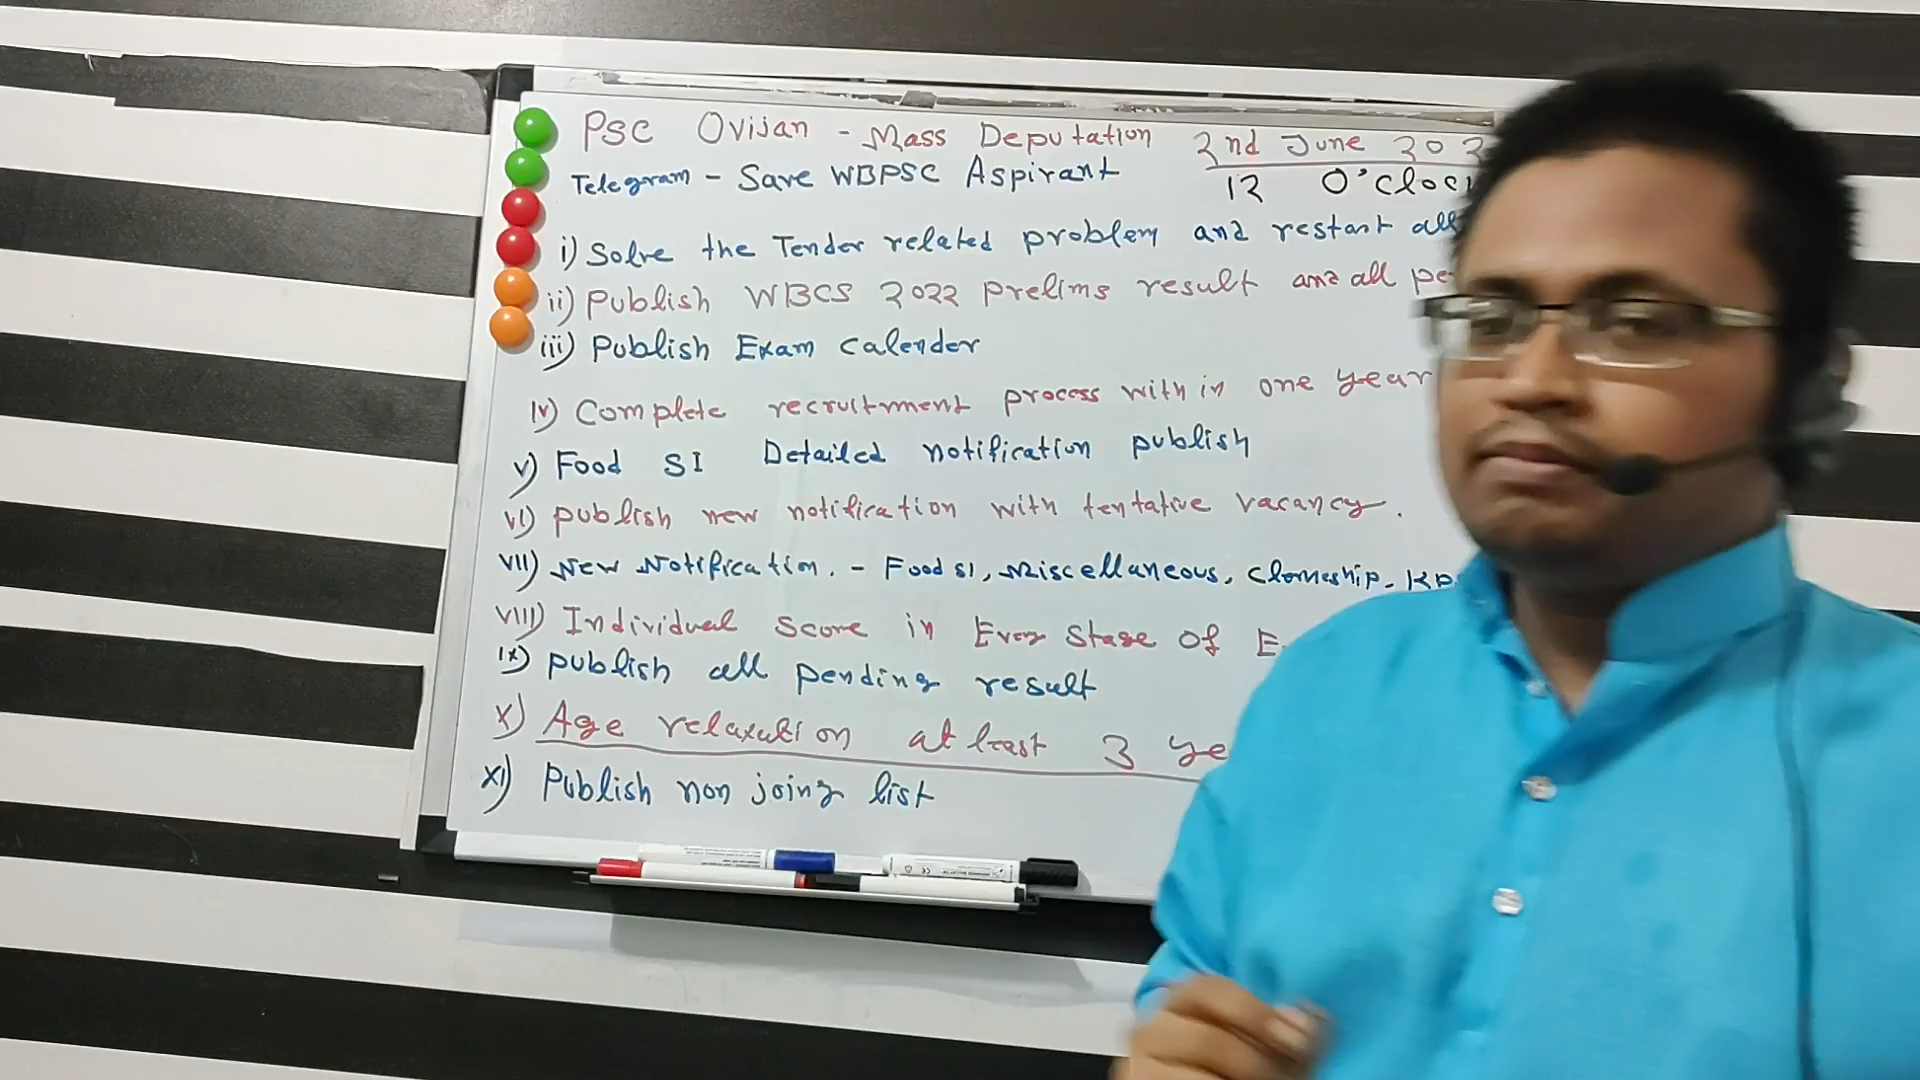 PSC Ovijan - Mass Deputation 2nd June 202
Telegram - Save WBPSC Aspirant 12 O'cloc
i) Solve the Tender related problem and restart all
ii) Publish WBCS 2022 Prelims result and all pe
iii) Publish Exam calender
iv) Complete recruitment process with in one year
v) Food SI Detailed notification publish
vi) publish new notification with tentative vacancy.
VII) New Notification. - Food SI, Miscellaneous, Clerkship, KP
VIII) Individual Score in Every Stage Of E
ix) publish all pending result
X) Age relaxation at least 3 ye
XI) Publish non joing list